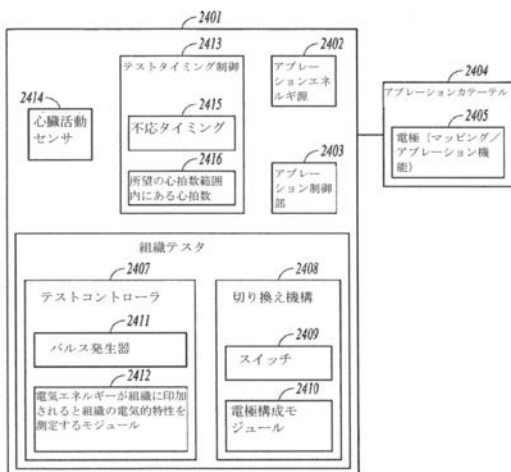 2401
2413
テストタイミング制御
2402
アブレーションエネルギ源
2404
アブレーションカテーテル
2405
電極(マッピング/
アブレーション機
能)
2414
心臓活動
センサ
2415
不応タイミング
2416
所望の心拍数範囲
内にある心拍数
2403
アブレー
ション制御
部
組織テスタ
2407
テストコントローラ
2411
パルス発生器
2412
電気エネルギーが組織に印加
されると組織の電気的特性を
測定するモジュール
2408
切り換え機構
2409
スイッチ
2410
電極構成モジ
ュール